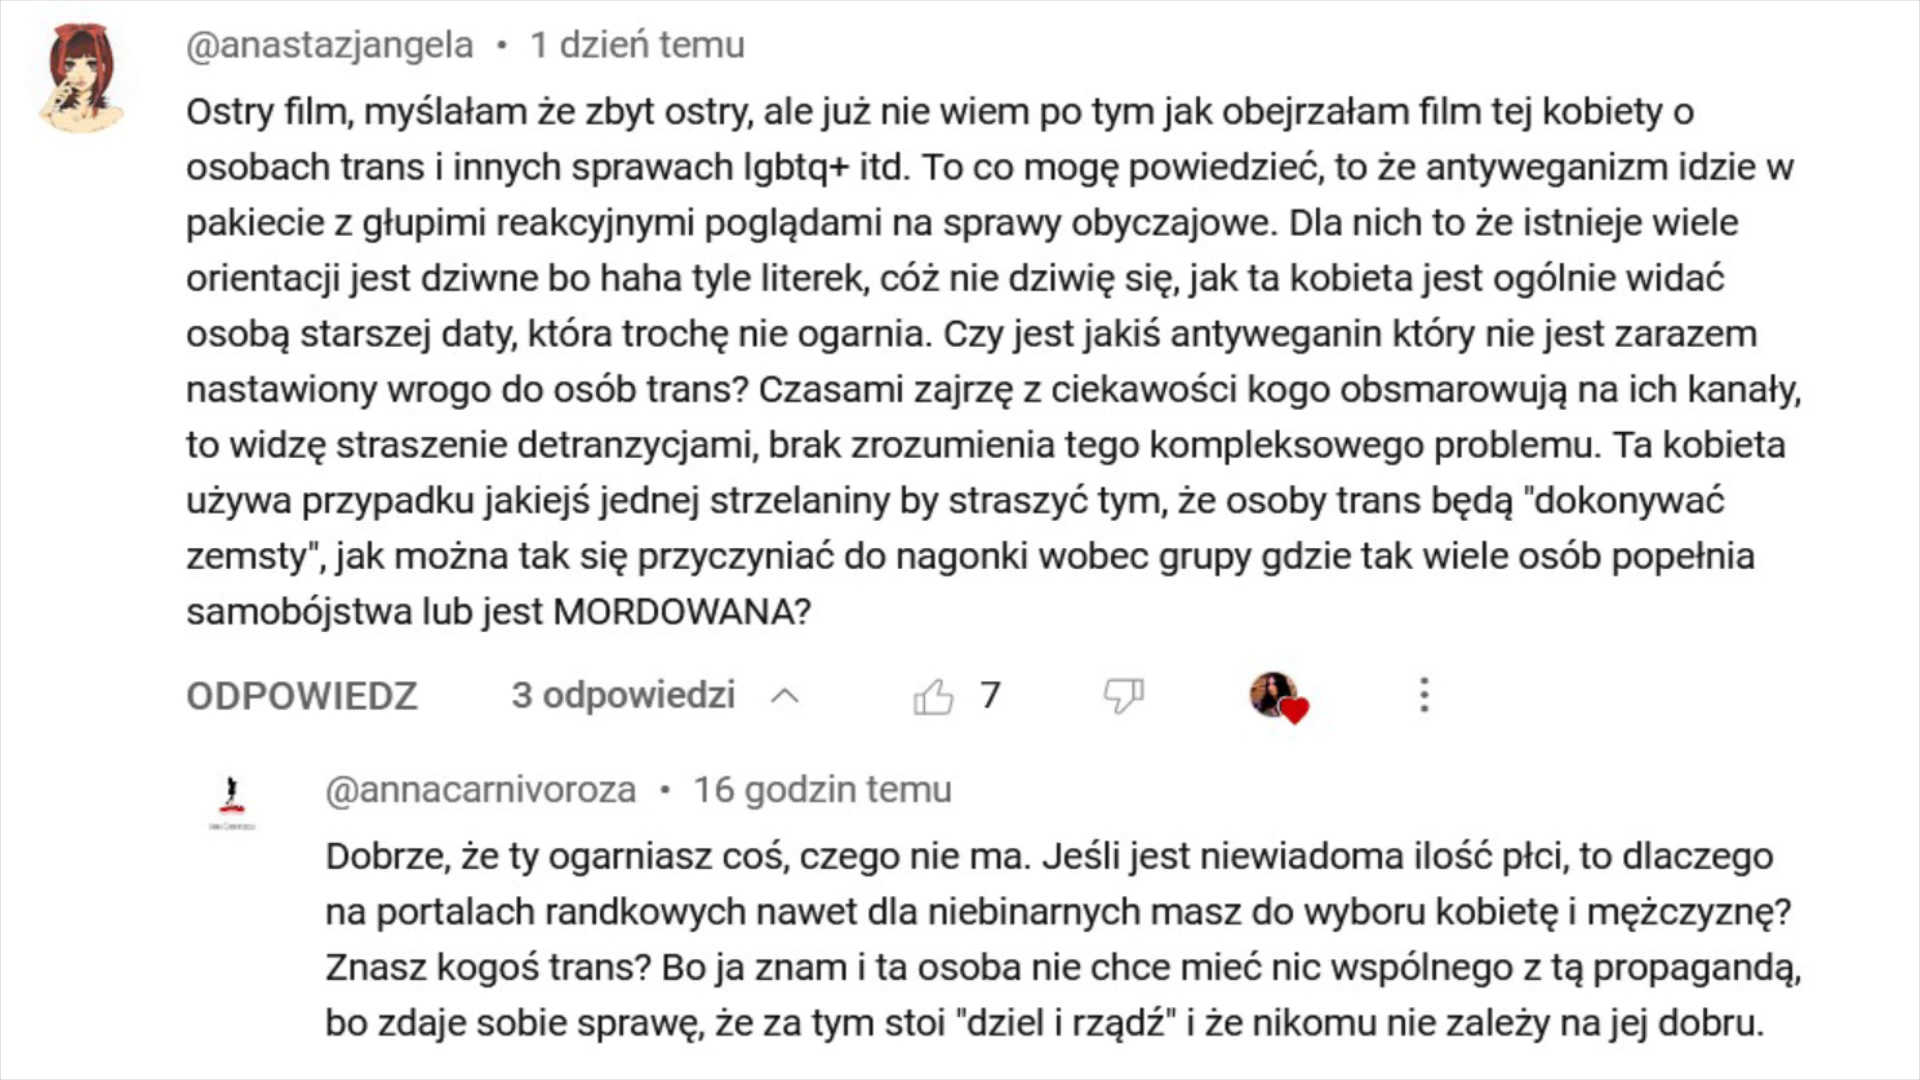 @anastazjangela • 1 dzień temu
Ostry film, myślałam że zbyt ostry, ale już nie wiem po tym jak obejrzałam film tej kobiety o
osobach trans i innych sprawach lgbtq+ itd. To co mogę powiedzieć, to że antyweganizm idzie w
pakiecie z głupimi reakcyjnymi poglądami na sprawy obyczajowe. Dla nich to że istnieje wiele
orientacji jest dziwne bo haha tyle literek, cóż nie dziwię się, jak ta kobieta jest ogólnie widać
osobą starszej daty, która trochę nie ogarnia. Czy jest jakiś antyweganin który nie jest zarazem
nastawiony wrogo do osób trans? Czasami zajrzę z ciekawości kogo obsmarowują na ich kanały,
to widzę straszenie detranzycjami, brak zrozumienia tego kompleksowego problemu. Ta kobieta
używa przypadku jakiejś jednej strzelaniny by straszyć tym, że osoby trans będą "dokonywać
zemsty", jak można tak się przyczyniać do nagonki wobec grupy gdzie tak wiele osób popełnia
samobójstwa lub jest MORDOWANA?
ODPOWIEDZ 3 odpowiedzi 7
@annacarnivoroza • 16 godzin temu
Dobrze, że ty ogarniasz coś, czego nie ma. Jeśli jest niewiadoma ilość płci, to dlaczego
na portalach randkowych nawet dla niebinarnych masz do wyboru kobietę i mężczyznę?
Znasz kogoś trans? Bo ja znam i ta osoba nie chce mieć nic wspólnego z tą propagandą,
bo zdaje sobie sprawę, że za tym stoi "dziel i rządź" i że nikomu nie zależy na jej dobru.